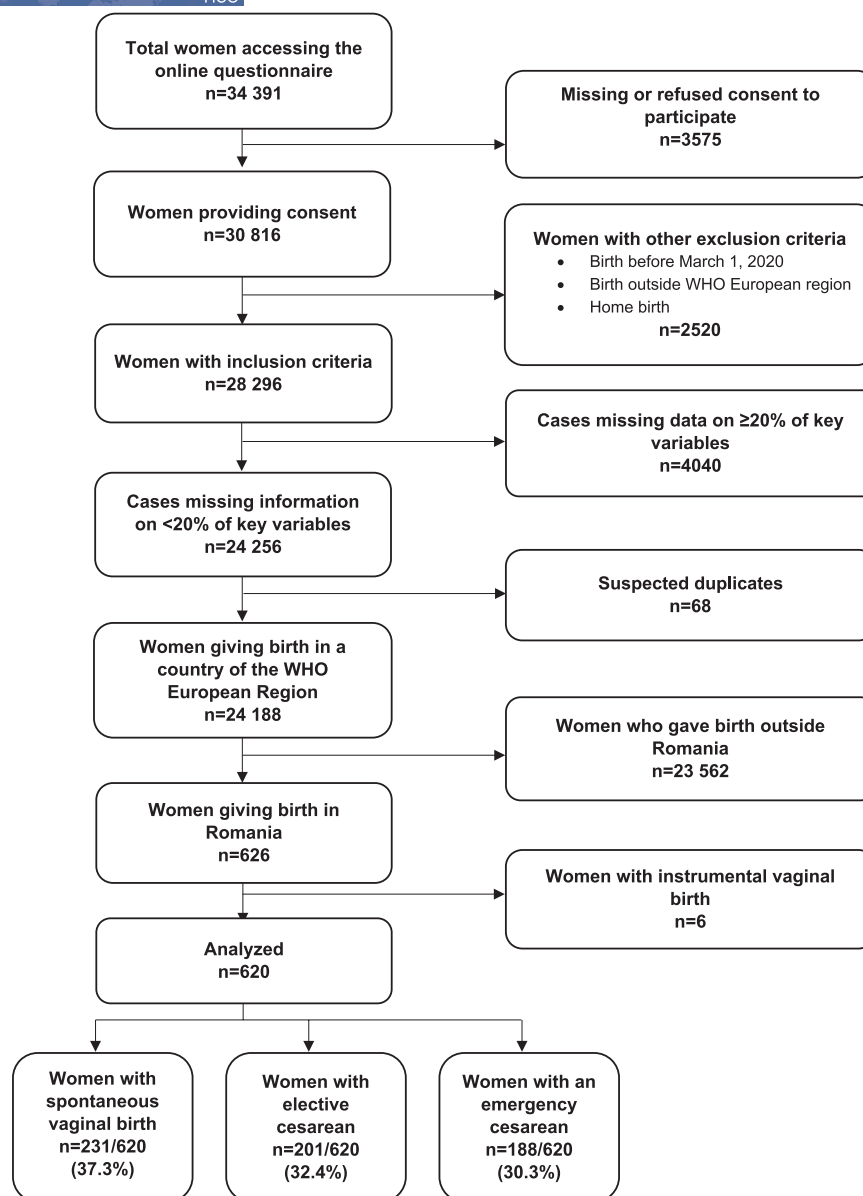 Total women accessing the
online questionnaire
n=34 391
Missing or refused consent to
participate
n=3575
Women providing consent
n=30 816
Women with other exclusion criteria
• Birth before March 1, 2020
• Birth outside WHO European region
• Home birth
n=2520
Women with inclusion criteria
n=28 296
Cases missing data on ≥20% of key
variables
n=4040
Cases missing information
on <20% of key variables
n=24 256
Suspected duplicates
n=68
Women giving birth in a
country of the WHO
European Region
n=24 188
Women who gave birth outside
Romania
n=23 562
Women giving birth in
Romania
n=626
Women with instrumental vaginal
birth
n=6
Analyzed
n=620
Women with
spontaneous
vaginal birth
n=231/620
(37.3%)
Women with
elective
cesarean
n=201/620
(32.4%)
Women with an
emergency
cesarean
n=188/620
(30.3%)